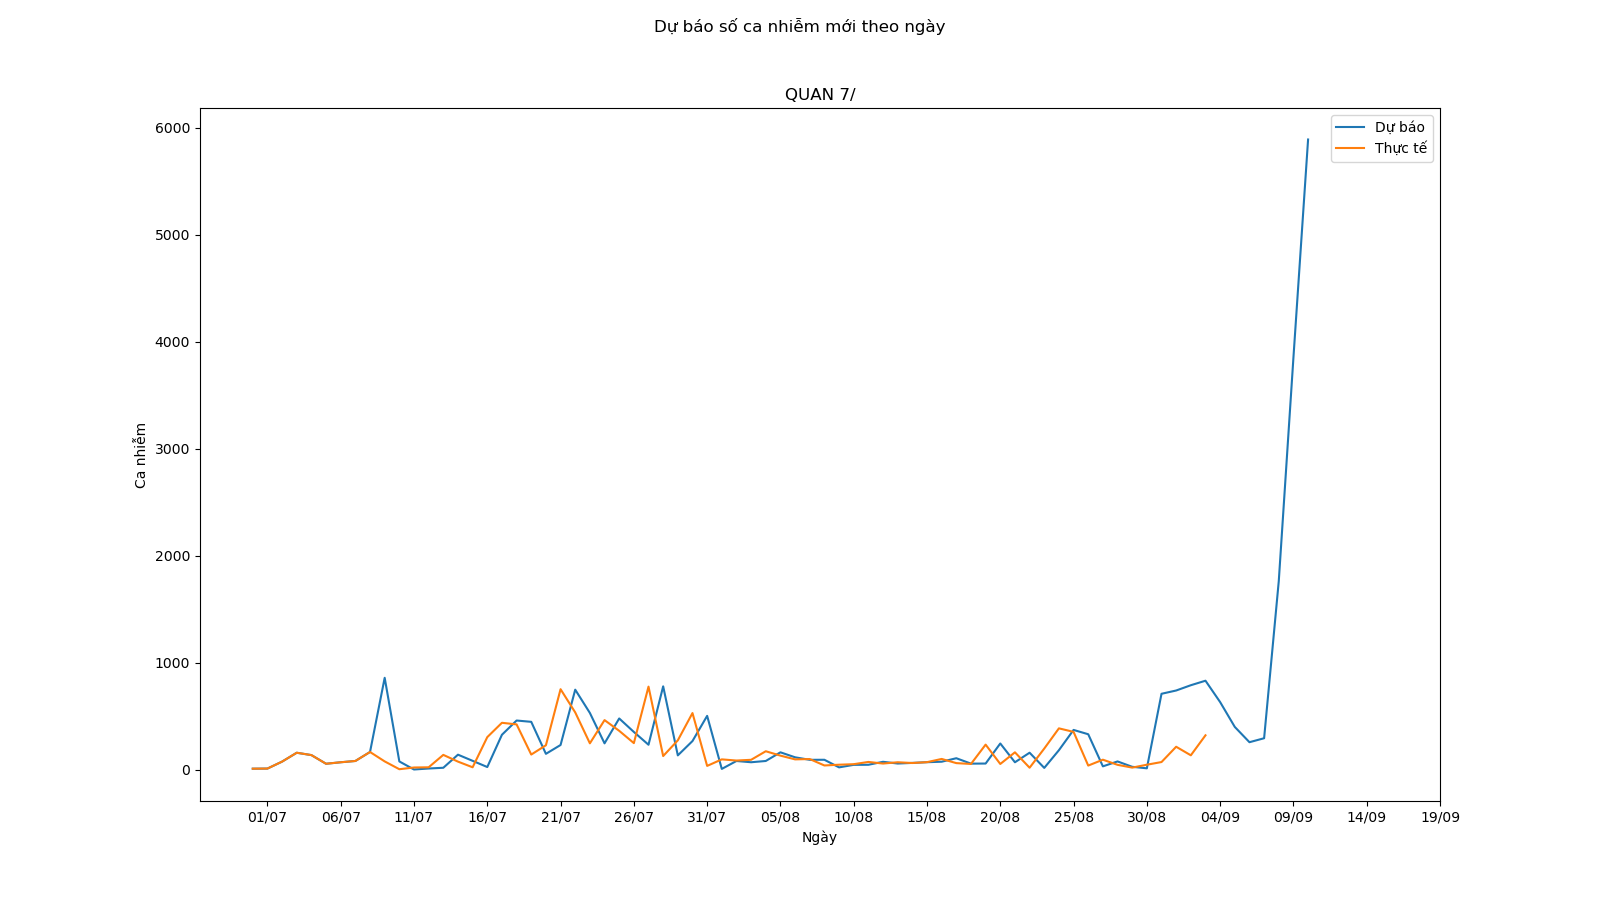 Dự báo số ca nhiễm mới theo ngày
QUAN 7/
Dự báo
Thực tế
6000
5000
4000
3000
2000
1000
0
Ca nhiễm
01/07 06/07 11/07 16/07 21/07 26/07 31/07 05/08 10/08 15/08 20/08 25/08 30/08 04/09 09/09 14/09 19/09
Ngày